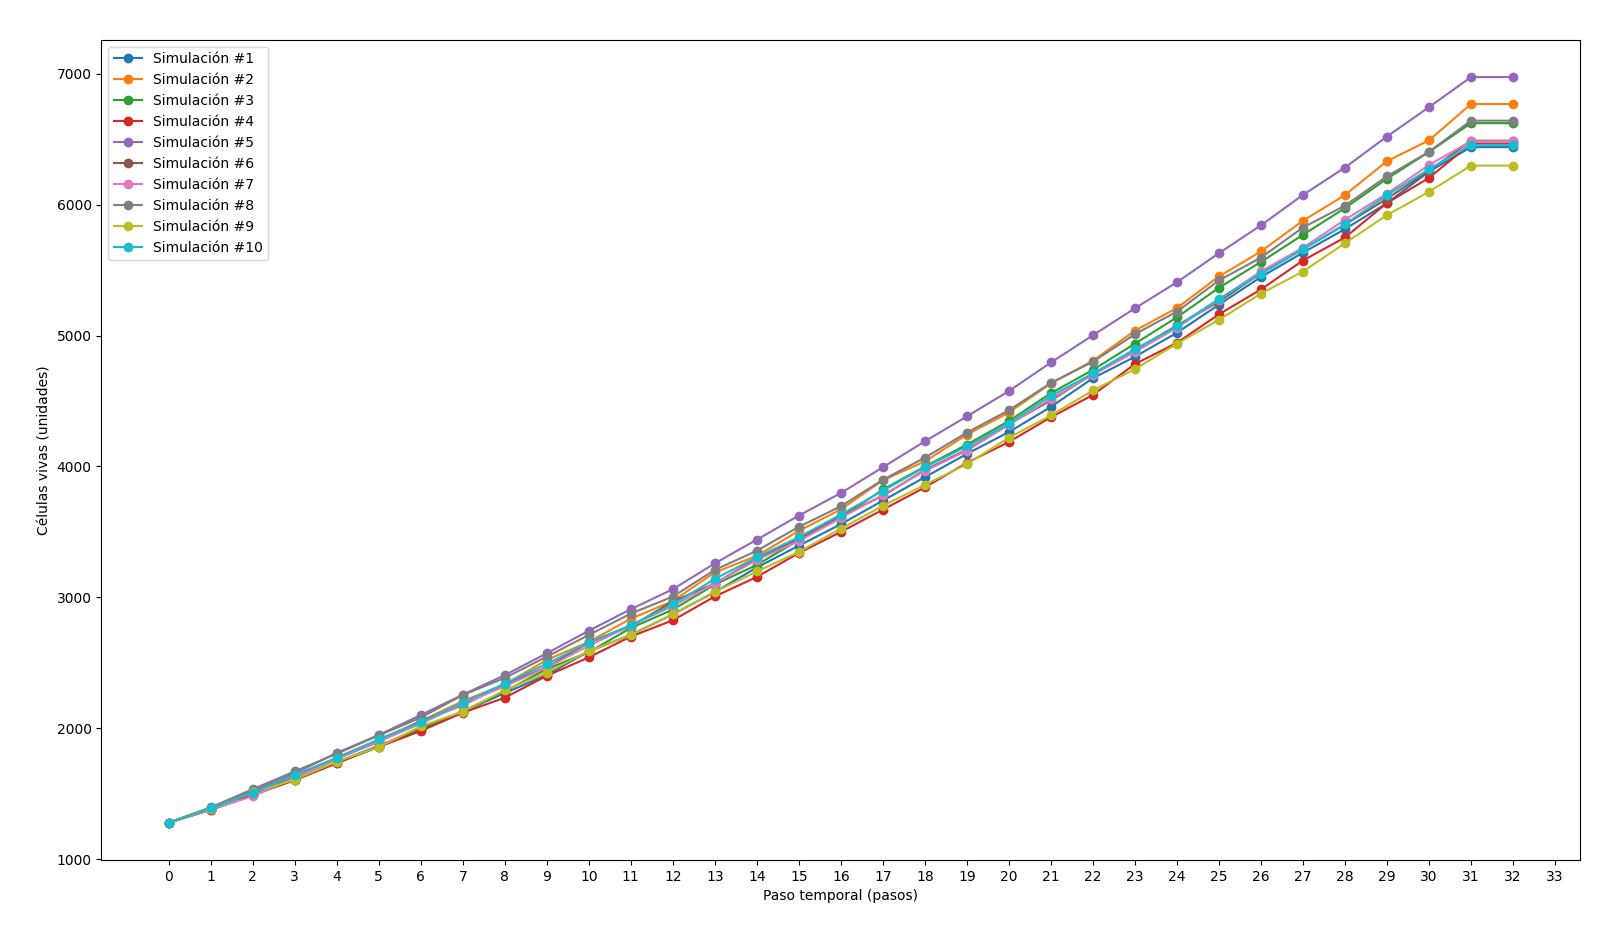 7000
6000
5000
4000
3000
2000
1000
Células vivas (unidades)
Simulación #1
Simulación #2
Simulación #3
Simulación #4
Simulación #5
Simulación #6
Simulación #7
Simulación #8
Simulación #9
Simulación #10
0 1 2 3 4 5 6 7 8 9 10 11 12 13 14 15 16 17 18 19 20 21 22 23 24 25 26 27 28 29 30 31 32 33
Paso temporal (pasos)